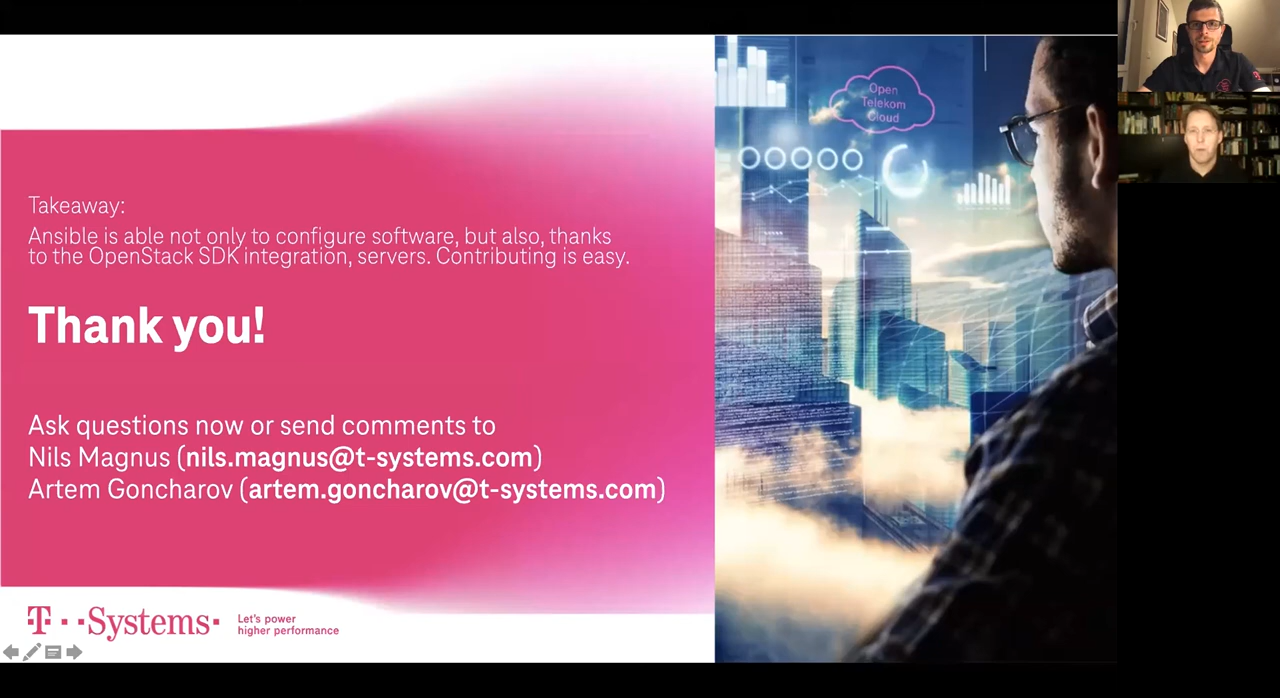 Takeaway:
Ansible is able not only to configure software, but also, thanks
to the OpenStack SDK integration, servers. Contributing is easy.
Thank you!
Ask questions now or send comments to
Nils Magnus (nils.magnus@t-systems.com)
Artem Goncharov (artem.goncharov@t-systems.com)
T··Systems·
Let's power
higher performance
Open
Telekom
Cloud